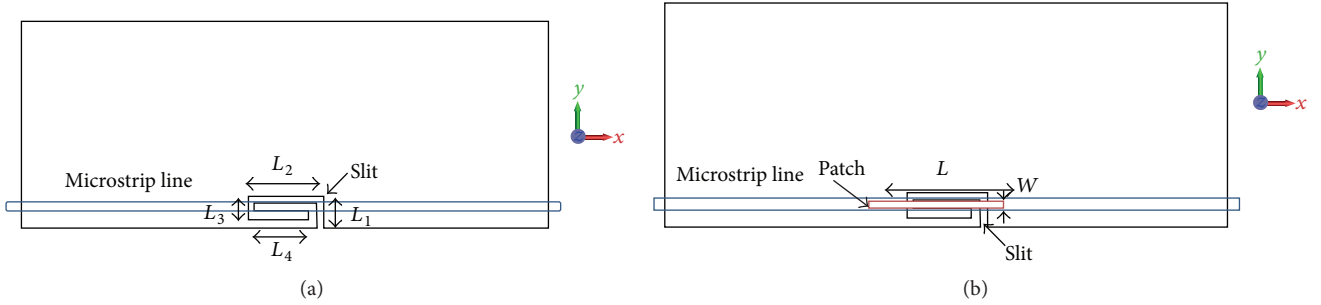 y
z
x
L₂
Slit
Microstrip line
L₃
L₁
L₄
(a)
y
z
x
Patch
L
W
Microstrip line
Slit
(b)